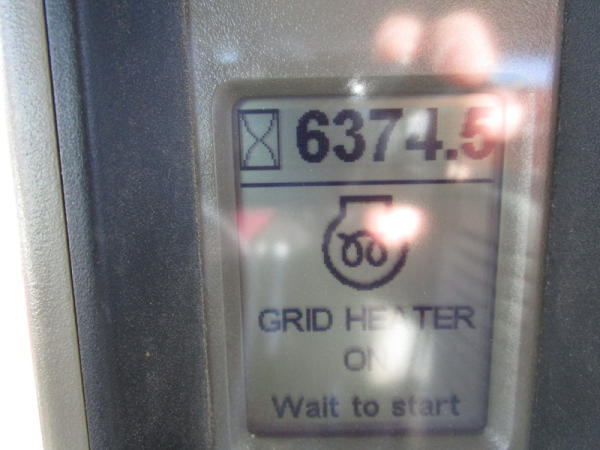 6374.5
GRID HEATER
ON
Wait to start